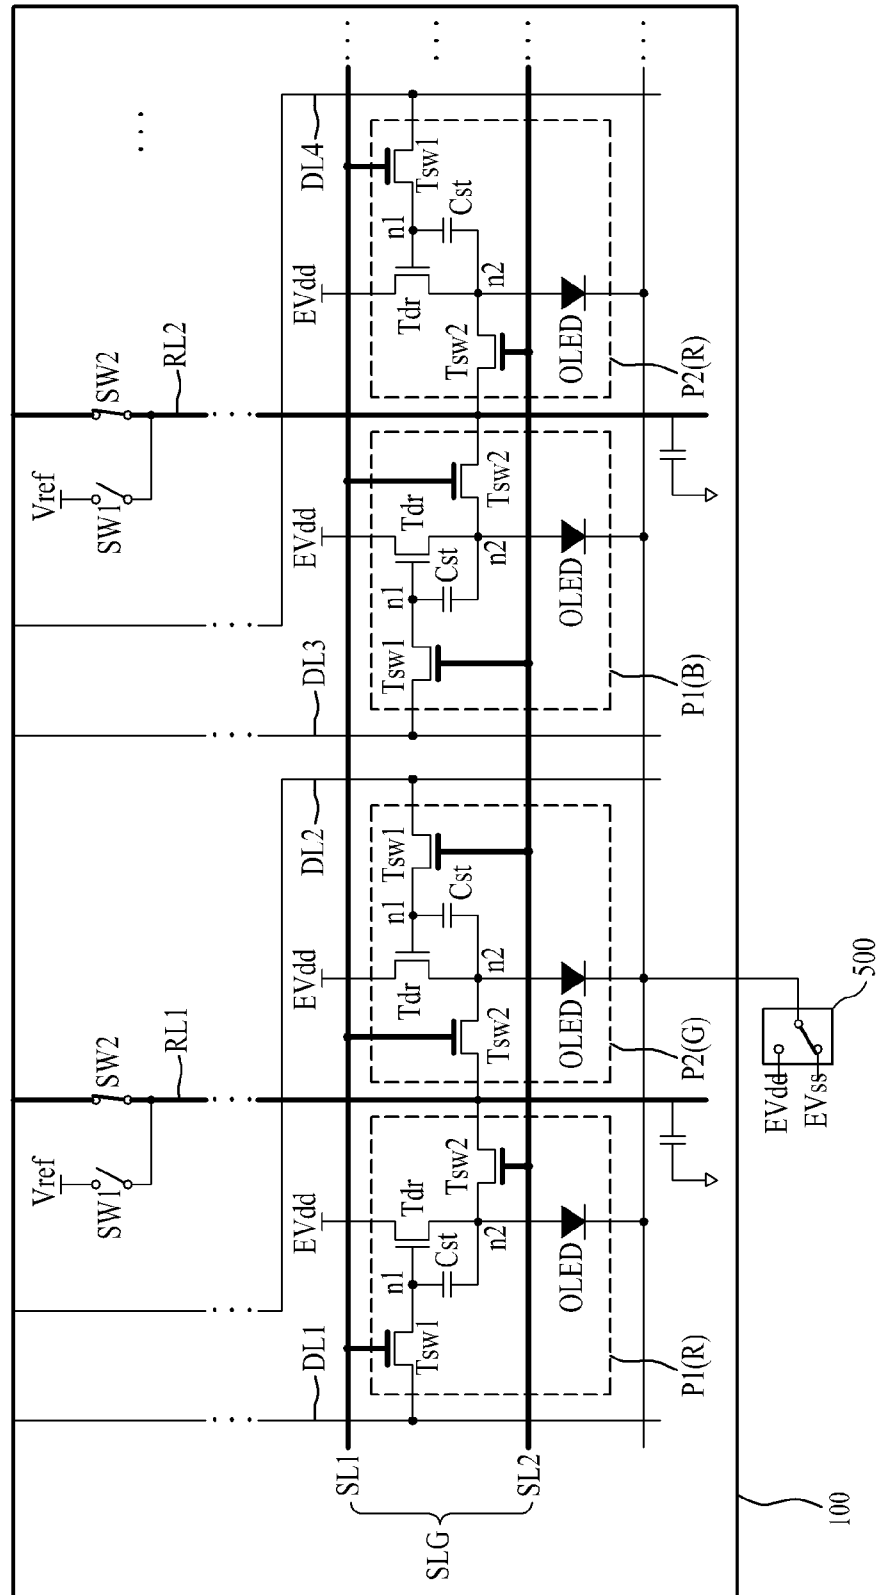 Vref
SW1
SW2
RL1
Vref
SW1
SW2
RL2
DL1
EVdd
EVdd
DL2
DL3
EVdd
EVdd
DL4
SLG
SL1
SL2
Tsw1
n1
Cst
Tdr
n2
Tsw2
OLED
P1(R)
Tsw2
Tdr
n1
n2
Cst
Tsw1
OLED
P2(G)
Tsw1
n1
Cst
Tdr
n2
Tsw2
OLED
P1(B)
Tsw2
Tdr
n1
n2
Cst
Tsw1
OLED
P2(R)
EVdd
EVss
500
100